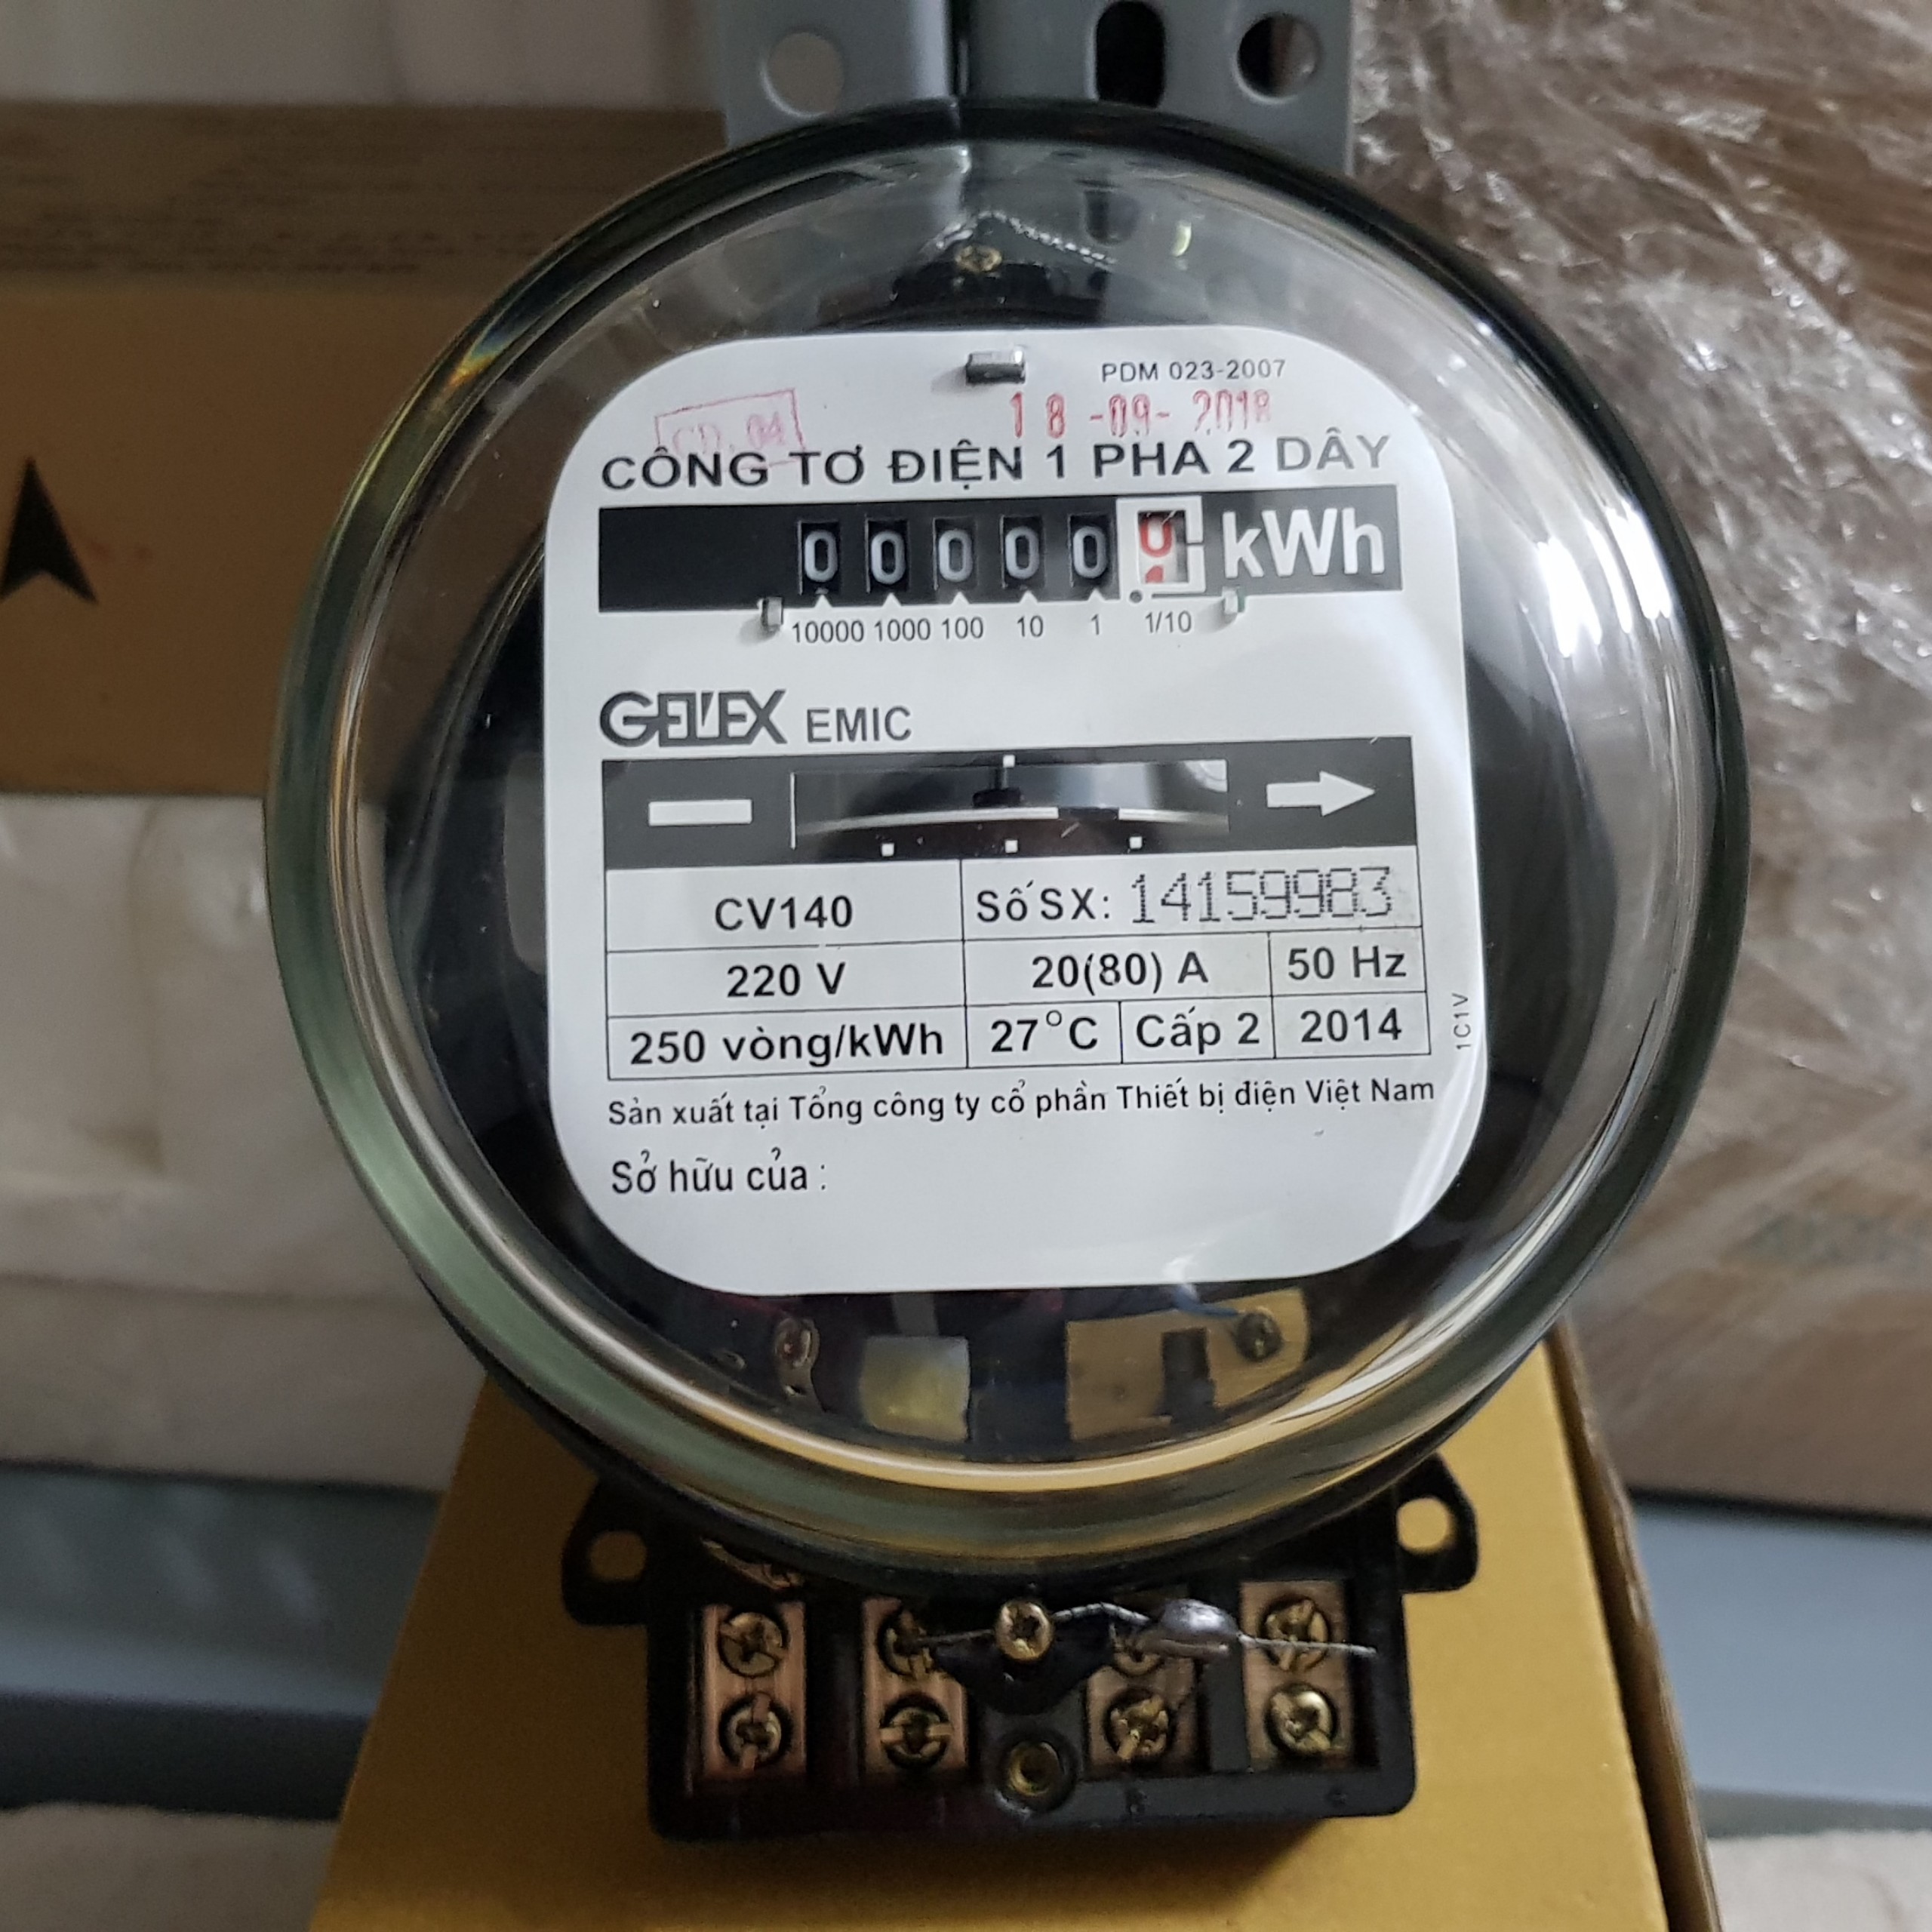 PDM 023-2007
CD. 04
18-09-2018
CÔNG TƠ ĐIỆN 1 PHA 2 DÂY
0 0 0 0 0 kWh
10000 1000 100 10 1 1/10
GELEX EMIC
CV140 Số SX: 14159983
220 V 20(80) A 50 Hz
250 vòng/kWh 27°C Cấp 2 2014
1C1V
Sản xuất tại Tổng công ty cổ phần Thiết bị điện Việt Nam
Sở hữu của :